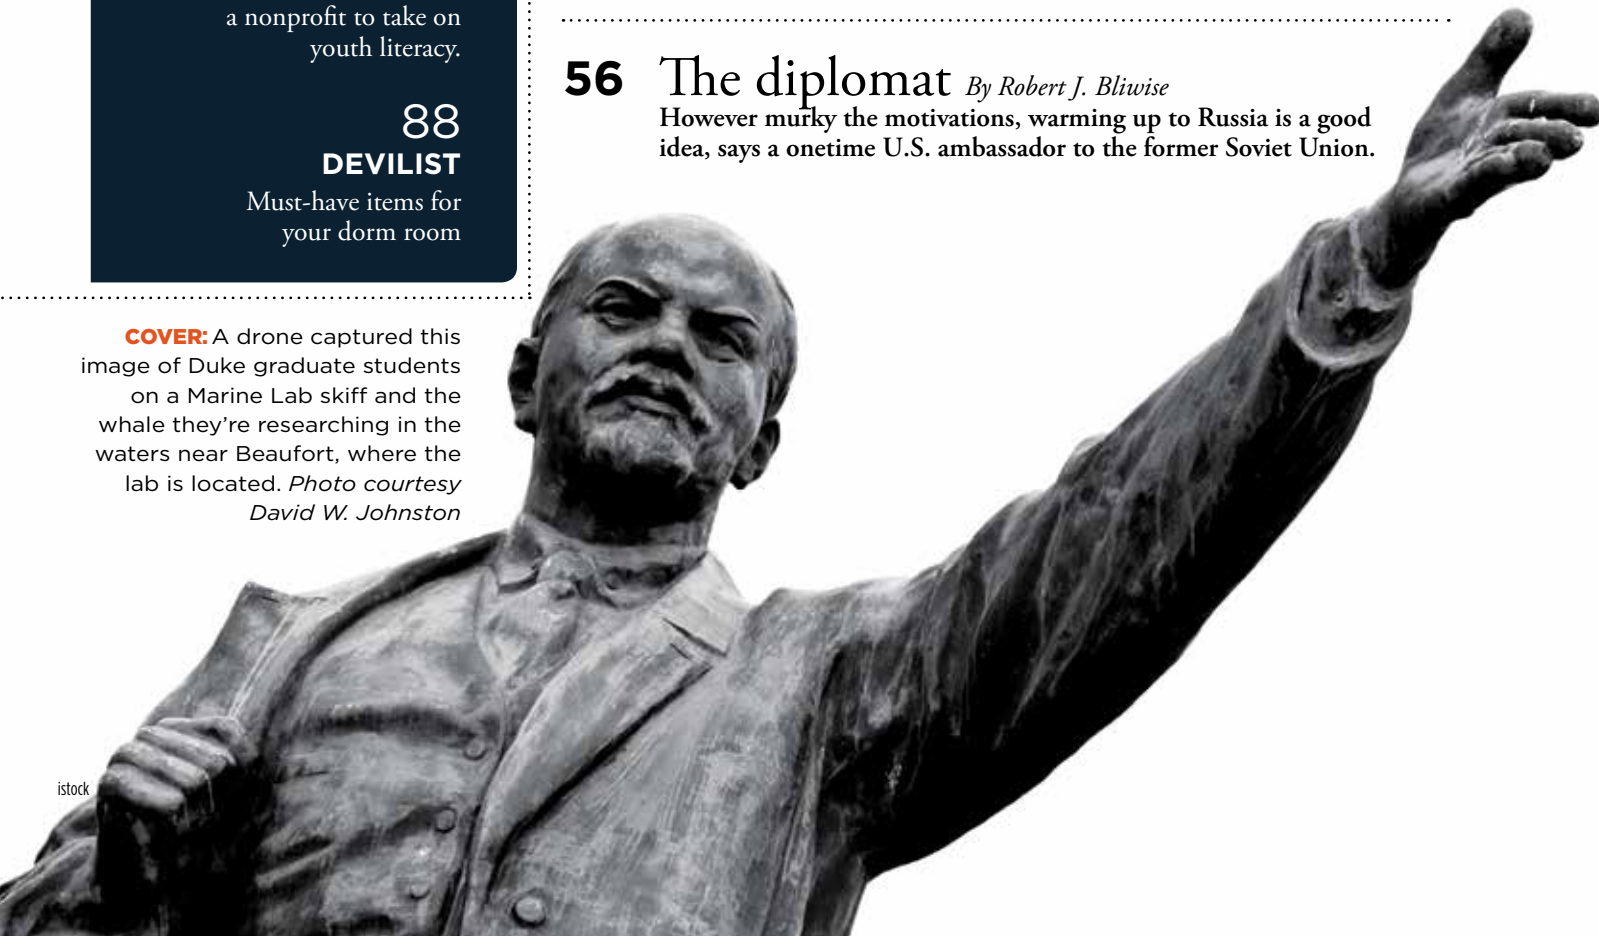 a nonprofit to take on
youth literacy.
88
DEVILIST
Must-have items for
your dorm room
COVER: A drone captured this
image of Duke graduate students
on a Marine Lab skiff and the
whale they’re researching in the
waters near Beaufort, where the
lab is located. Photo courtesy
David W. Johnston
56 The diplomat By Robert J. Bliwise
However murky the motivations, warming up to Russia is a good
idea, says a onetime U.S. ambassador to the former Soviet Union.
istock